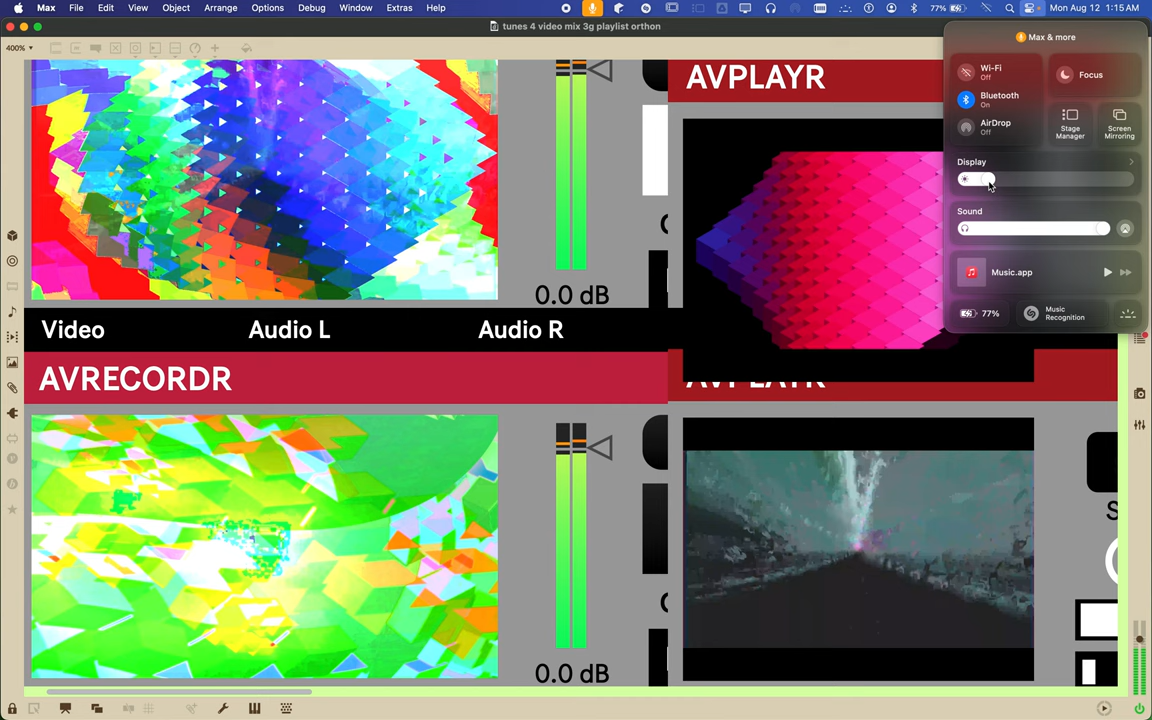 Max File Edit View Object Arrange Options Debug Window Extras Help
77% Mon Aug 12 1:15 AM
tunes 4 video mix 3g playlist orthon
400%
Max & more
Wi-Fi
Off
Focus
Bluetooth
On
AirDrop
Off
Stage
Manager
Screen
Mirroring
Display
Sound
Music.app
77%
Music
Recognition
AVPLAYR
0.0 dB
Video Audio L Audio R
AVRECORDR
AVPLAYR
0.0 dB